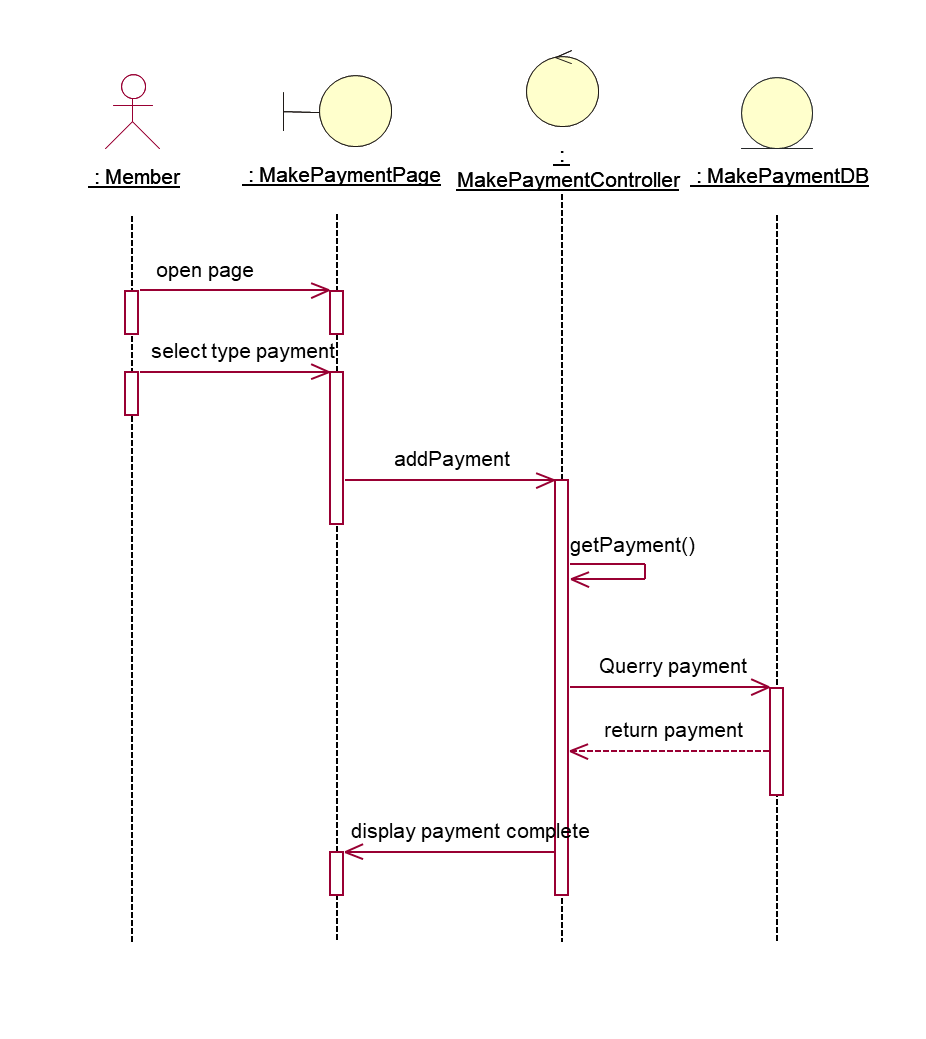 : Member
: MakePaymentPage
:
MakePaymentController
: MakePaymentDB
open page
select type payment
addPayment
getPayment()
Querry payment
return payment
display payment complete